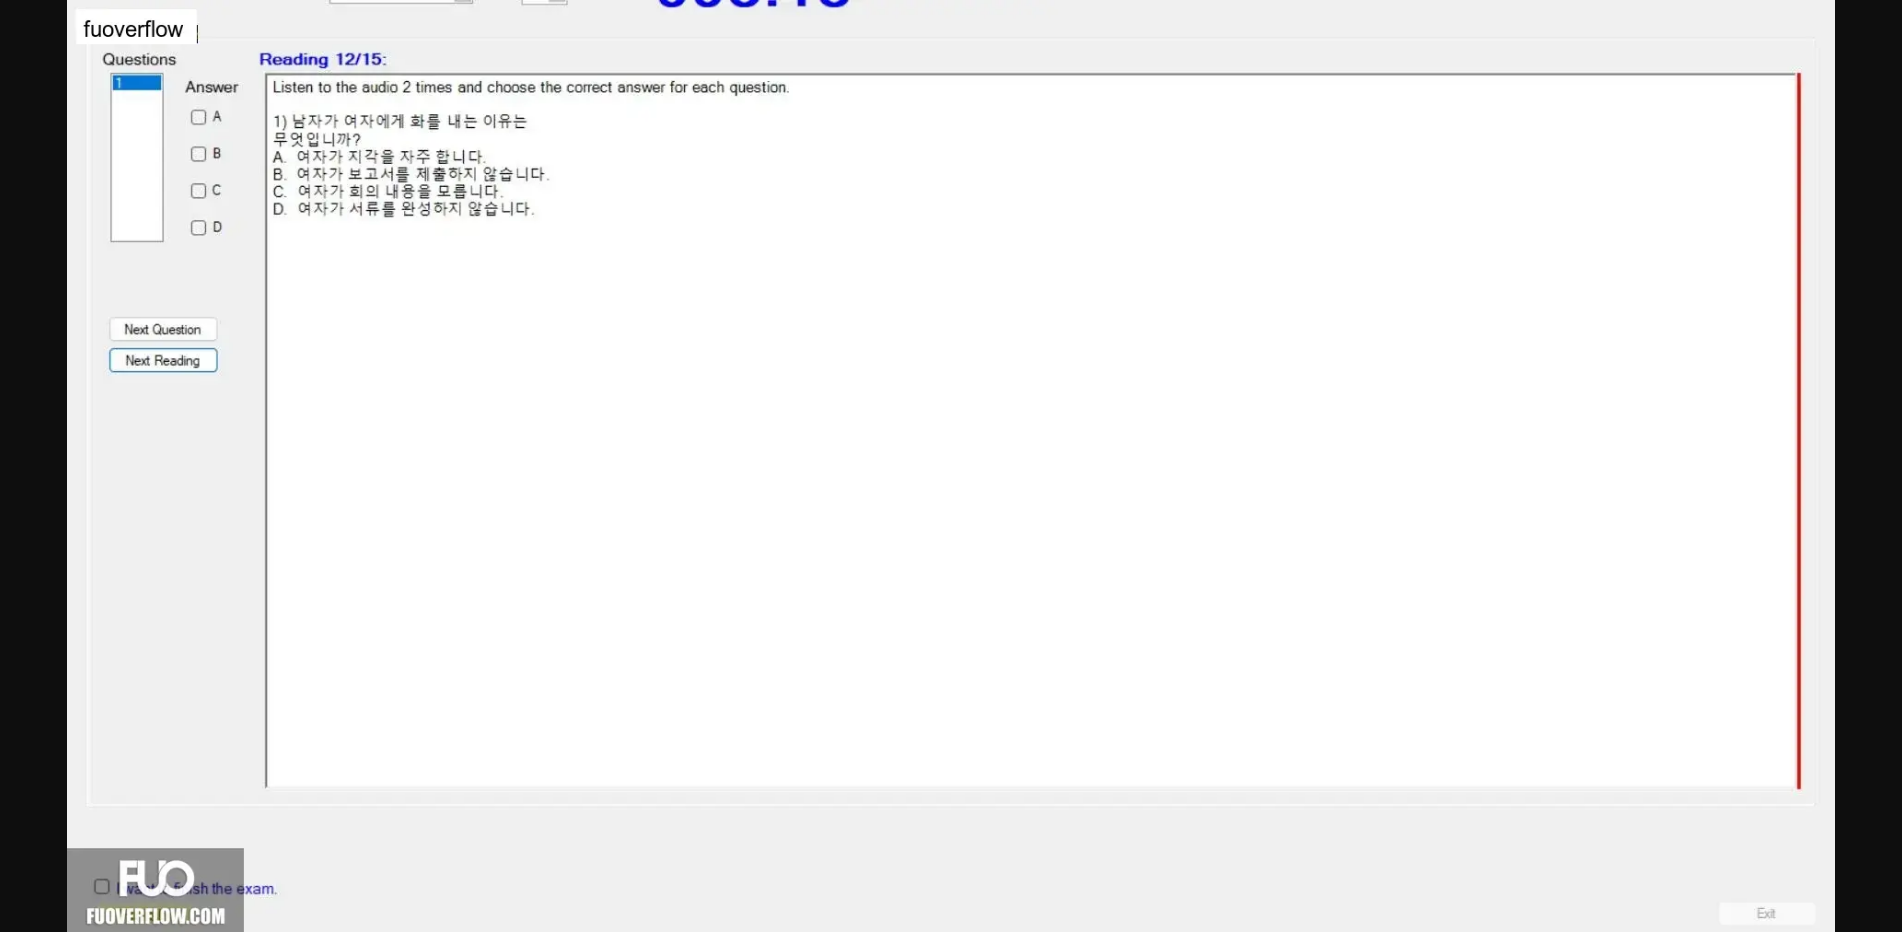 fuoverflow
Questions
Reading 12/15:
1
Answer
A
B
C
D
Listen to the audio 2 times and choose the correct answer for each question.
1) 남자가 여자에게 화를 내는 이유는
무엇입니까?
A. 여자가 지각을 자주 합니다.
B. 여자가 보고서를 제출하지 않습니다.
C. 여자가 회의 내용을 모릅니다.
D. 여자가 서류를 완성하지 않습니다.
Next Question
Next Reading
FUO
the exam.
FUOVERFLOW.COM
Exit